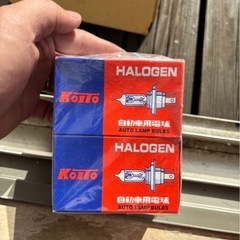 HALOGEN
KOITO
自動車用電球
AUTO LAMP BULBS
HALOGEN
KOITO
自動車用電球
AUTO LAMP BULBS